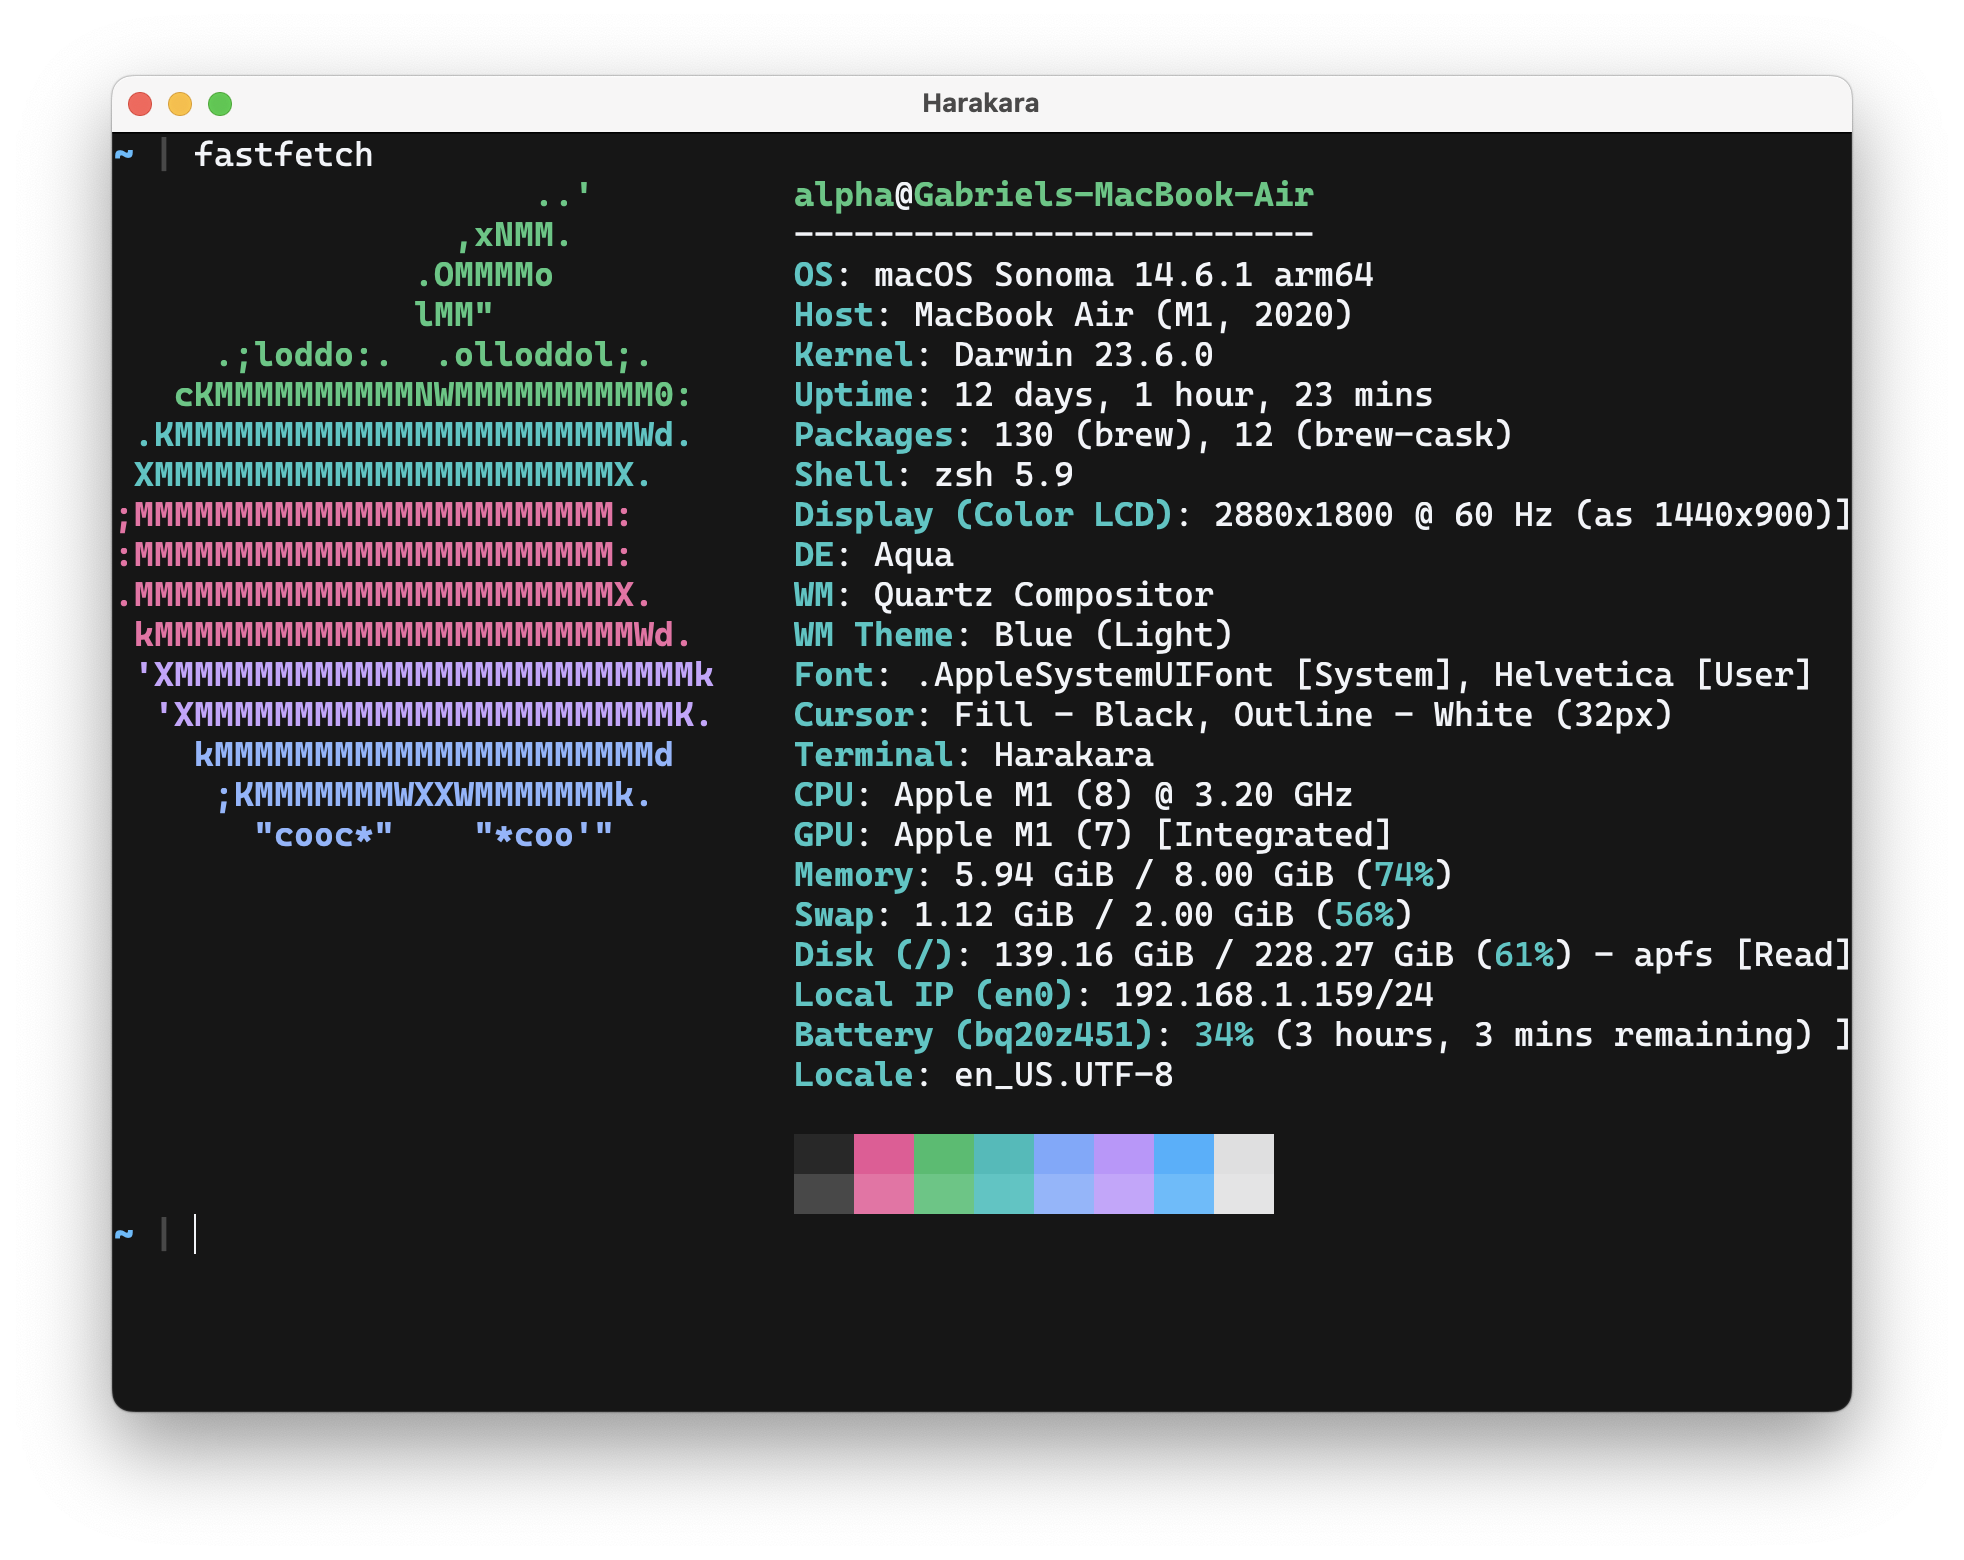 Harakara
~ | fastfetch
..'
,xNMM.
.OMMMMo
lMM"
.;loddo:.  .olloddol;.
cKMMMMMMMMMMNWMMMMMMMMMM0:
.KMMMMMMMMMMMMMMMMMMMMMMMWd.
XMMMMMMMMMMMMMMMMMMMMMMMX.
;MMMMMMMMMMMMMMMMMMMMMMMM:
:MMMMMMMMMMMMMMMMMMMMMMMM:
.MMMMMMMMMMMMMMMMMMMMMMMMX.
kMMMMMMMMMMMMMMMMMMMMMMMMWd.
'XMMMMMMMMMMMMMMMMMMMMMMMMMMk
'XMMMMMMMMMMMMMMMMMMMMMMMMK.
kMMMMMMMMMMMMMMMMMMMMMMd
;KMMMMMMMWXXWMMMMMMMk.
"cooc*"    "*coo'"
alpha@Gabriels-MacBook-Air
--------------------------
OS: macOS Sonoma 14.6.1 arm64
Host: MacBook Air (M1, 2020)
Kernel: Darwin 23.6.0
Uptime: 12 days, 1 hour, 23 mins
Packages: 130 (brew), 12 (brew-cask)
Shell: zsh 5.9
Display (Color LCD): 2880x1800 @ 60 Hz (as 1440x900)]
DE: Aqua
WM: Quartz Compositor
WM Theme: Blue (Light)
Font: .AppleSystemUIFont [System], Helvetica [User]
Cursor: Fill - Black, Outline - White (32px)
Terminal: Harakara
CPU: Apple M1 (8) @ 3.20 GHz
GPU: Apple M1 (7) [Integrated]
Memory: 5.94 GiB / 8.00 GiB (74%)
Swap: 1.12 GiB / 2.00 GiB (56%)
Disk (/): 139.16 GiB / 228.27 GiB (61%) - apfs [Read]
Local IP (en0): 192.168.1.159/24
Battery (bq20z451): 34% (3 hours, 3 mins remaining) ]
Locale: en_US.UTF-8
~ |